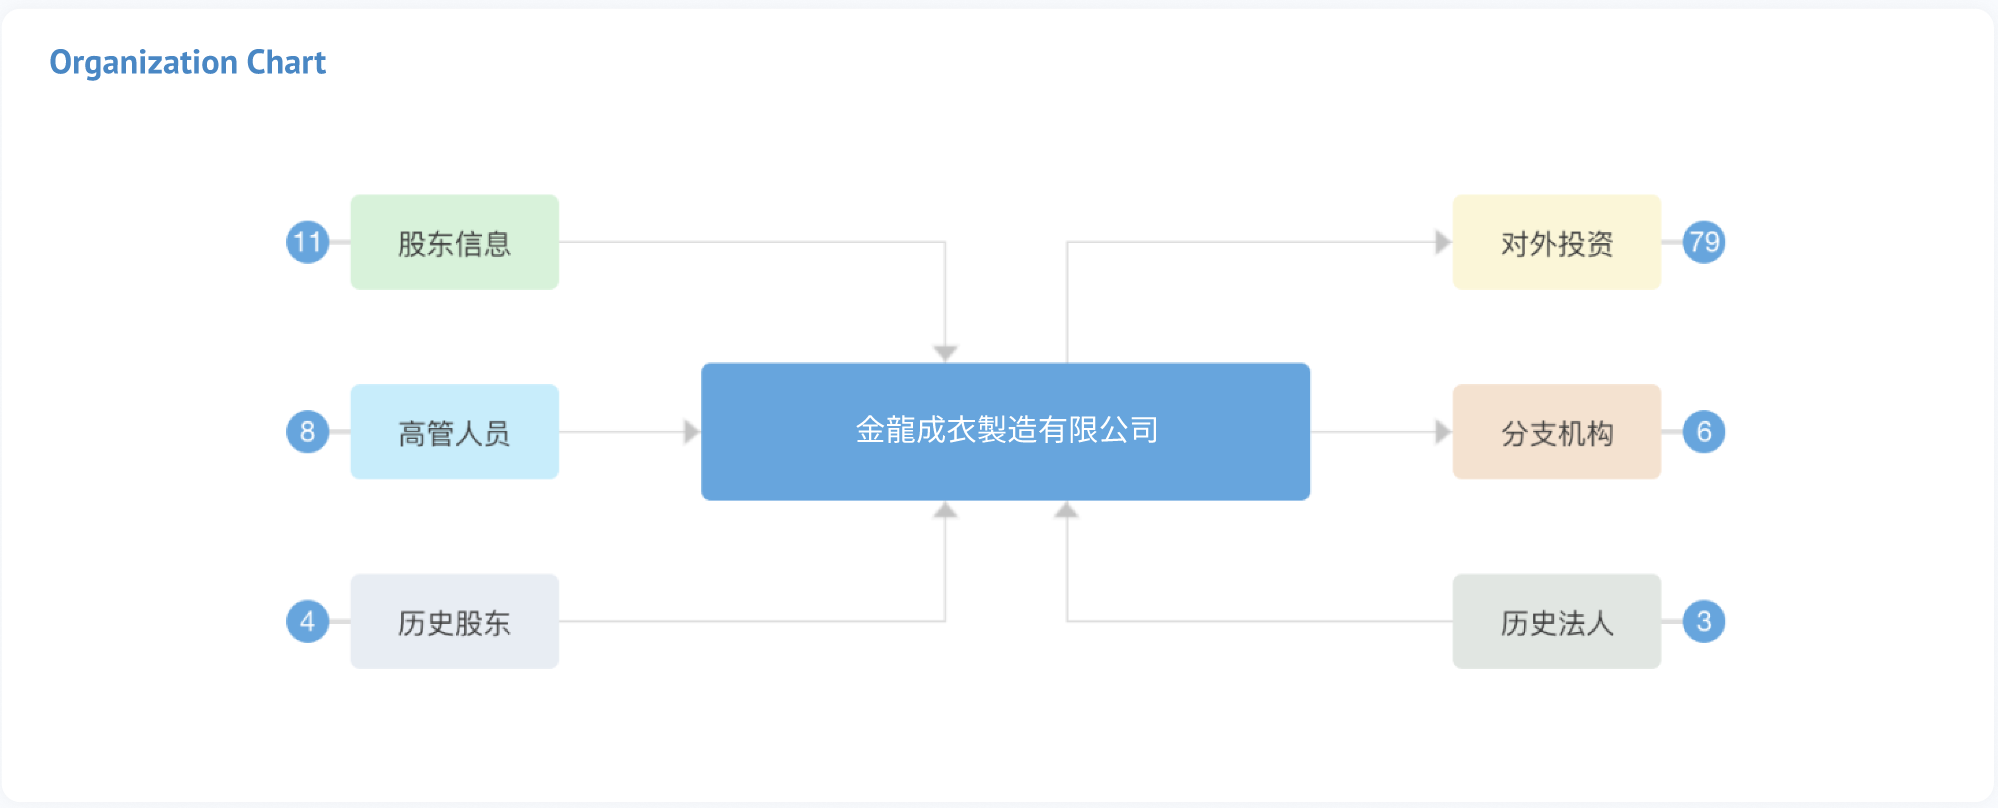 Organization Chart
11
股东信息
对外投资
79
8
高管人员
金龍成衣製造有限公司
分支机构
6
4
历史股东
历史法人
3